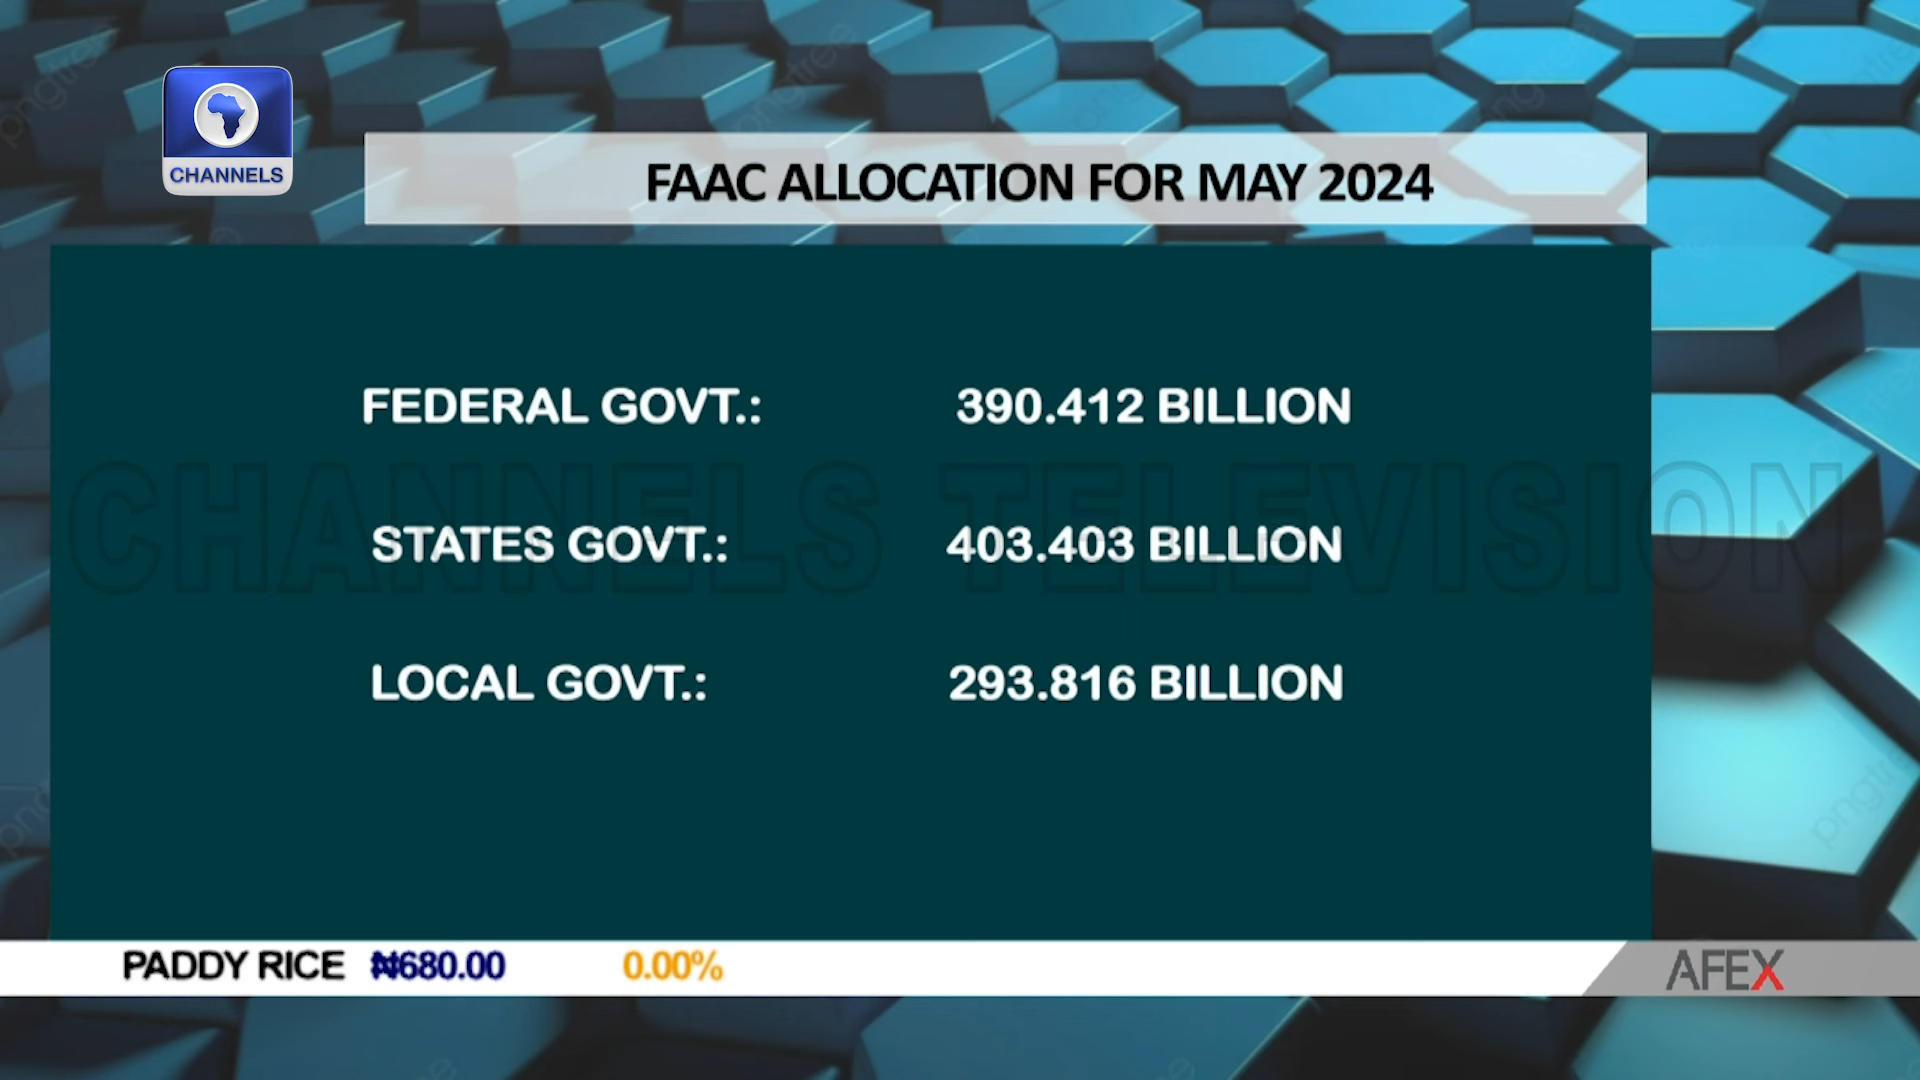 CHANNELS
FAAC ALLOCATION FOR MAY 2024
FEDERAL GOVT.: 390.412 BILLION
CHANNELS TELEVISION
STATES GOVT.: 403.403 BILLION
LOCAL GOVT.: 293.816 BILLION
PADDY RICE ₦680.00 0.00% AFEX
pngtree